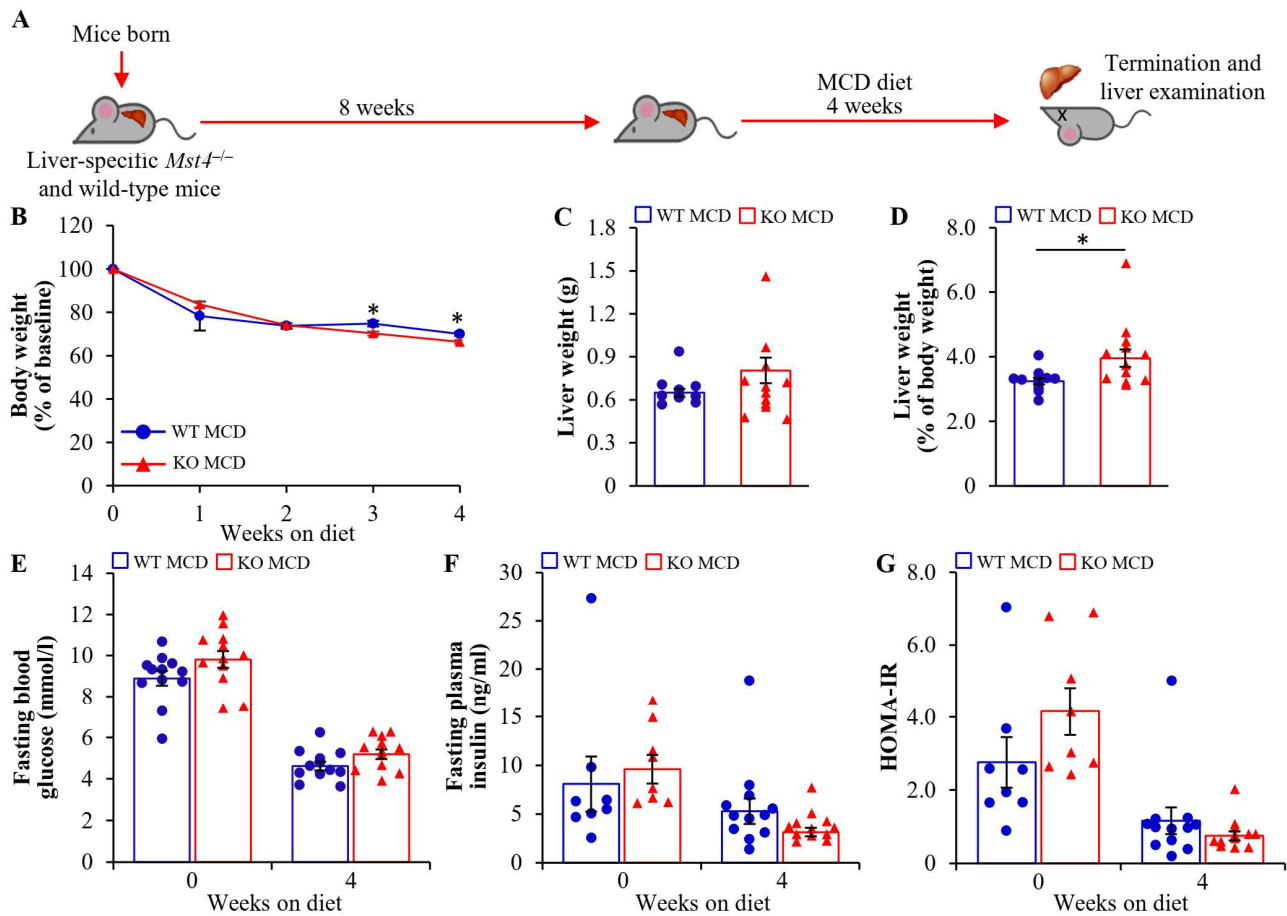 A
Mice born
8 weeks
MCD diet
4 weeks
Termination and
liver examination
x
Liver-specific Mst4–/–
and wild-type mice
B
Body weight
(% of baseline)
120
100
80
60
40
20
0
* *
WT MCD
KO MCD
0 1 2 3 4
Weeks on diet
C
WT MCD KO MCD
Liver weight (g)
1.8
1.5
1.2
0.9
0.6
0.3
0
D
WT MCD KO MCD
Liver weight
(% of body weight)
8.0
6.0
4.0
2.0
0
*
E
WT MCD KO MCD
Fasting blood
glucose (mmol/l)
14
12
10
8
6
4
2
0
0 4
Weeks on diet
F
WT MCD KO MCD
Fasting plasma
insulin (ng/ml)
30
25
20
15
10
5
0
0 4
Weeks on diet
G
WT MCD KO MCD
HOMA-IR
8.0
6.0
4.0
2.0
0
0 4
Weeks on diet